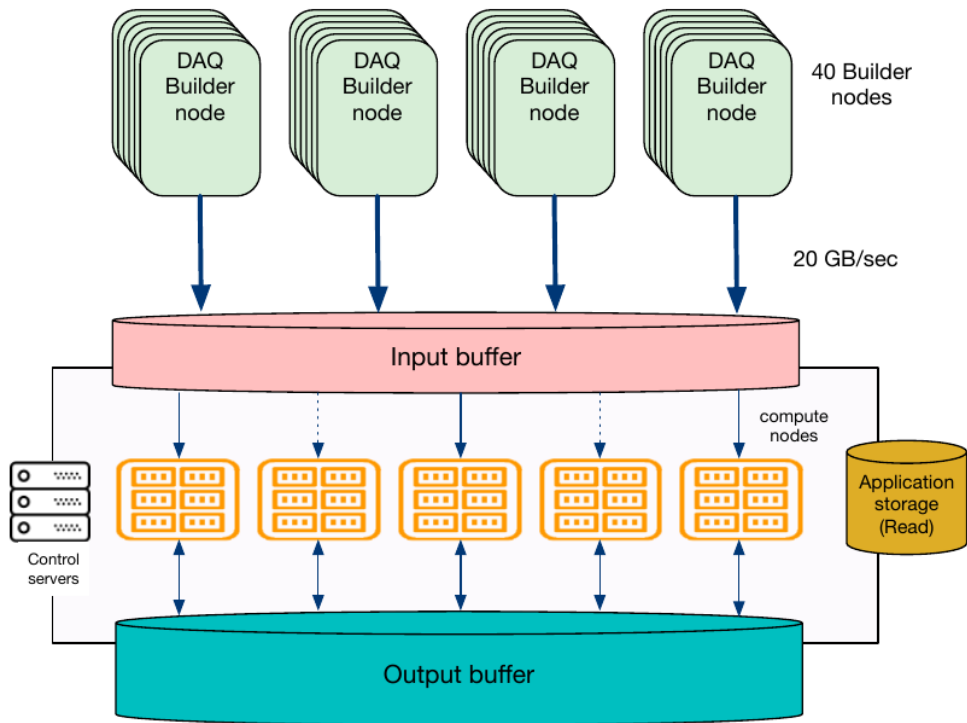 DAQ
Builder
node
DAQ
Builder
node
DAQ
Builder
node
DAQ
Builder
node
40 Builder
nodes
20 GB/sec
Input buffer
compute
nodes
Control
servers
Application
storage
(Read)
Output buffer